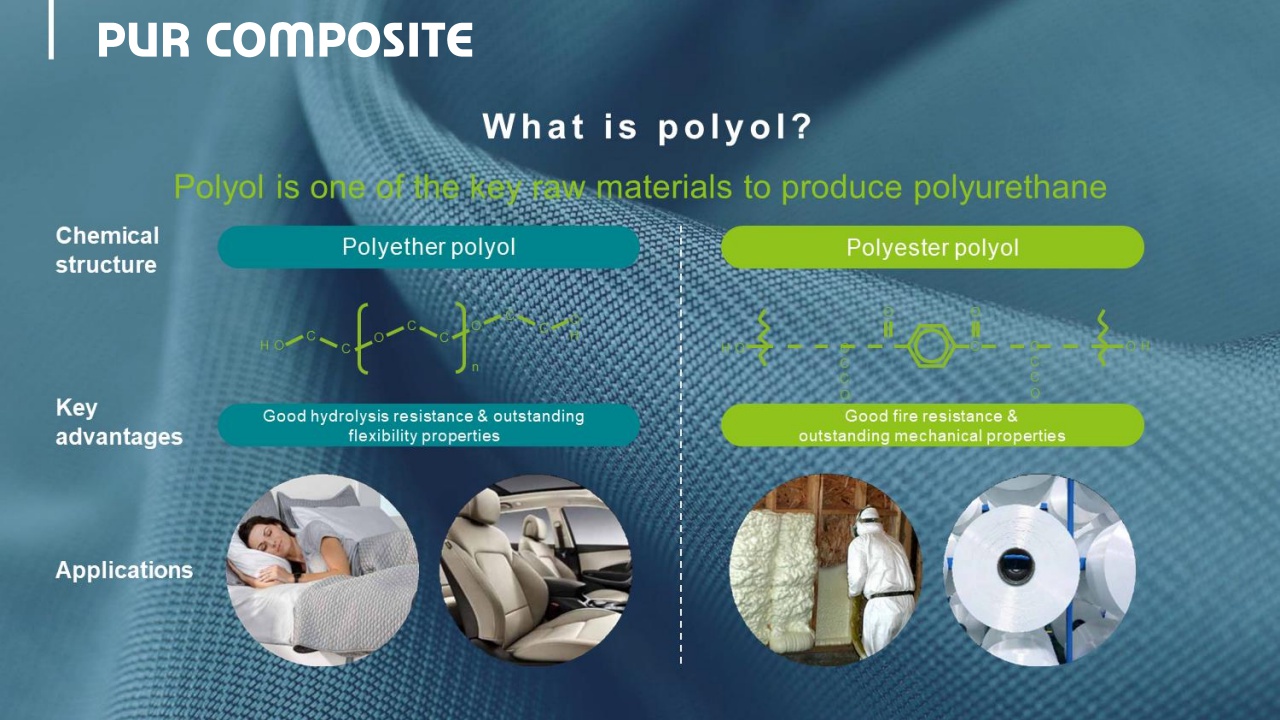 PUR COMPOSITE
What is polyol?
Polyol is one of the key raw materials to produce polyurethane
Chemical
structure
Polyether polyol
Polyester polyol
H O C C O C C O C C O H
n
H O
O H
Key
advantages
Good hydrolysis resistance & outstanding
flexibility properties
Good fire resistance &
outstanding mechanical properties
Applications